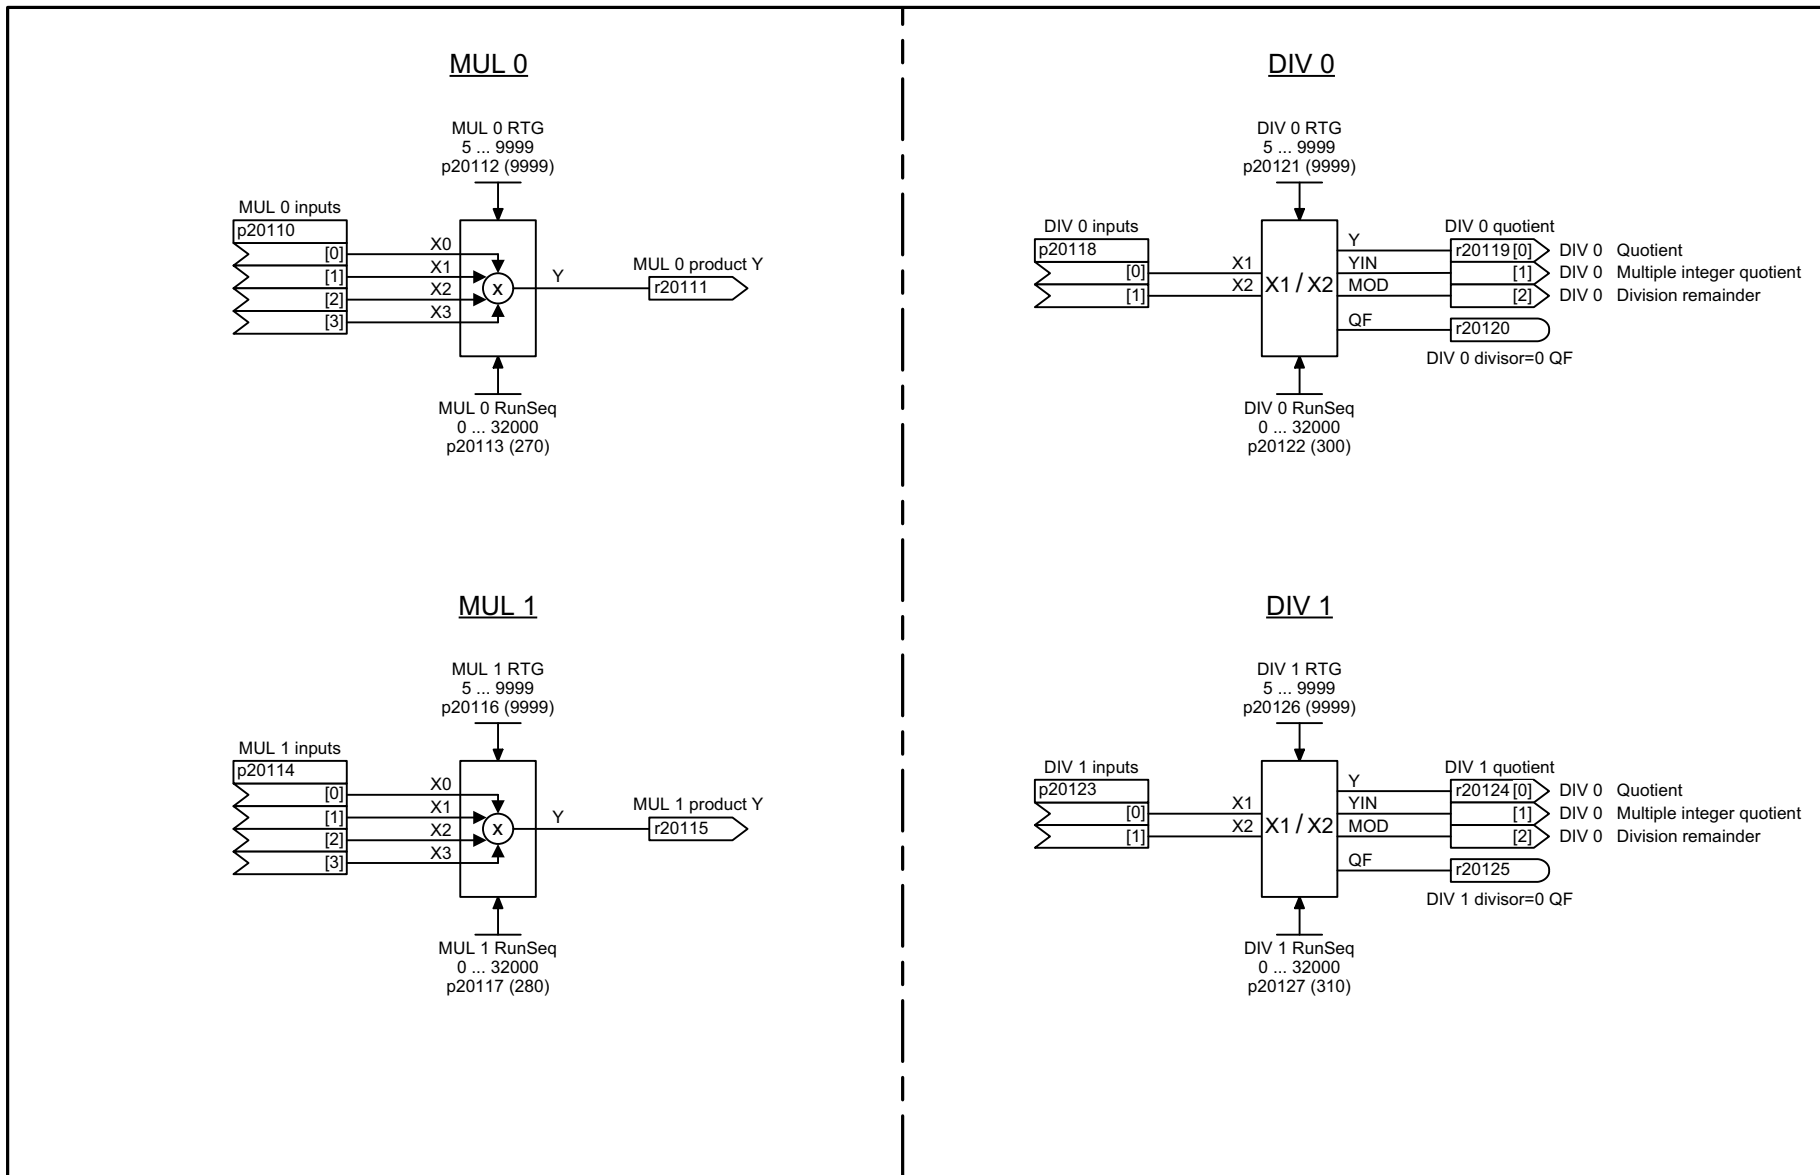 MUL 0
MUL 0 RTG
5 ... 9999
p20112 (9999)
MUL 0 inputs
p20110
[0]
[1]
[2]
[3]
X0
X1
X2
X3
x
Y
MUL 0 product Y
r20111
MUL 0 RunSeq
0 ... 32000
p20113 (270)
MUL 1
MUL 1 RTG
5 ... 9999
p20116 (9999)
MUL 1 inputs
p20114
[0]
[1]
[2]
[3]
X0
X1
X2
X3
x
Y
MUL 1 product Y
r20115
MUL 1 RunSeq
0 ... 32000
p20117 (280)
DIV 0
DIV 0 RTG
5 ... 9999
p20121 (9999)
DIV 0 inputs
p20118
[0]
[1]
X1
X2
X1 / X2
Y
YIN
MOD
QF
DIV 0 quotient
r20119 [0] DIV 0 Quotient
[1] DIV 0 Multiple integer quotient
[2] DIV 0 Division remainder
r20120
DIV 0 divisor=0 QF
DIV 0 RunSeq
0 ... 32000
p20122 (300)
DIV 1
DIV 1 RTG
5 ... 9999
p20126 (9999)
DIV 1 inputs
p20123
[0]
[1]
X1
X2
X1 / X2
Y
YIN
MOD
QF
DIV 1 quotient
r20124 [0] DIV 0 Quotient
[1] DIV 0 Multiple integer quotient
[2] DIV 0 Division remainder
r20125
DIV 1 divisor=0 QF
DIV 1 RunSeq
0 ... 32000
p20127 (310)